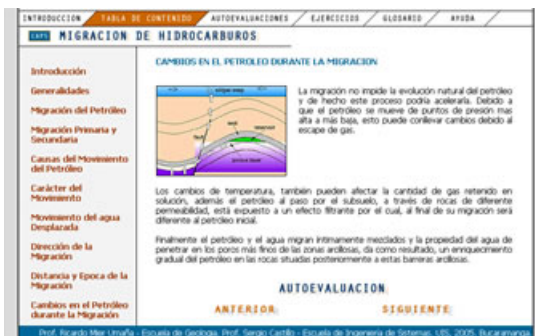 INTRODUCCION TABLA DE CONTENIDO AUTOEVALUACIONES EJERCICIOS GLOSARIO AYUDA
MIGRACION DE HIDROCARBUROS
CAMBIOS EN EL PETROLEO DURANTE LA MIGRACION
Introducción
Generalidades
Migración del Petróleo
Migración Primaria y
Secundaria
Causas del Movimiento
del Petróleo
Carácter del
Movimiento
Movimiento del agua
Desplazada
Dirección de la
Migración
Distancia y Epoca de la
Migración
Cambios en el Petróleo
durante la Migración
La migración no impide la evolución natural del petróleo
y de hecho este proceso podría acelerarla. Debido a
que el petróleo se mueve de puntos de presión mas
alta a más baja, esto puede conllevar cambios debido al
escape de gas.
Los cambios de temperatura, también pueden afectar la cantidad de gas retenido en
solución, además el petróleo al paso por el subsuelo, a través de rocas de diferente
permeabilidad, está expuesto a un efecto filtrante por el cual, al final de su migración será
diferente al petróleo inicial.
Finalmente el petróleo y el agua migran íntimamente mezclados y la propiedad del agua de
penetrar en los poros más finos de las zonas arcillosas, da como resultado, un enriquecimiento
gradual del petróleo en las rocas situadas posteriormente a estas barreras arcillosas.
AUTOEVALUACION
ANTERIOR SIGUIENTE
Prof. Ricardo Mier Umaña - Escuela de Geología. Prof. Sergio Castillo - Escuela de Ingeniería de Sistemas. UIS, 2005. Bucaramanga